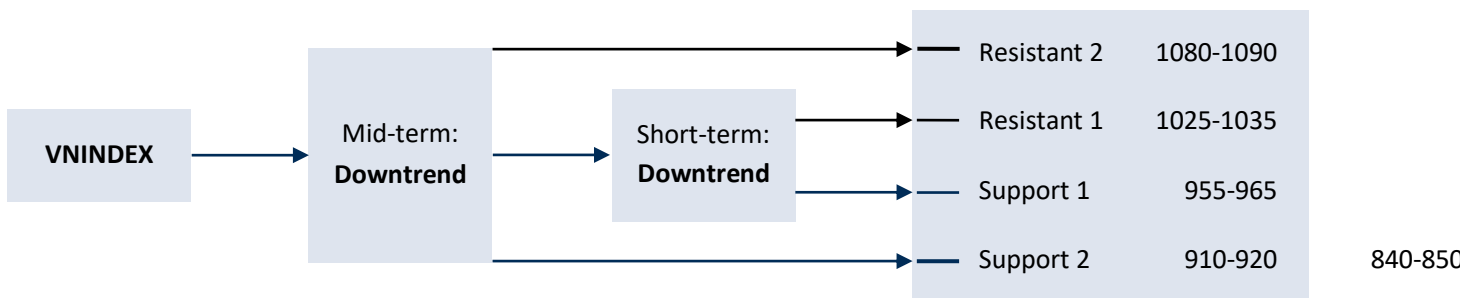 VNINDEX
Mid-term:
Downtrend
Short-term:
Downtrend
Resistant 2 1080-1090
Resistant 1 1025-1035
Support 1 955-965
Support 2 910-920 840-850